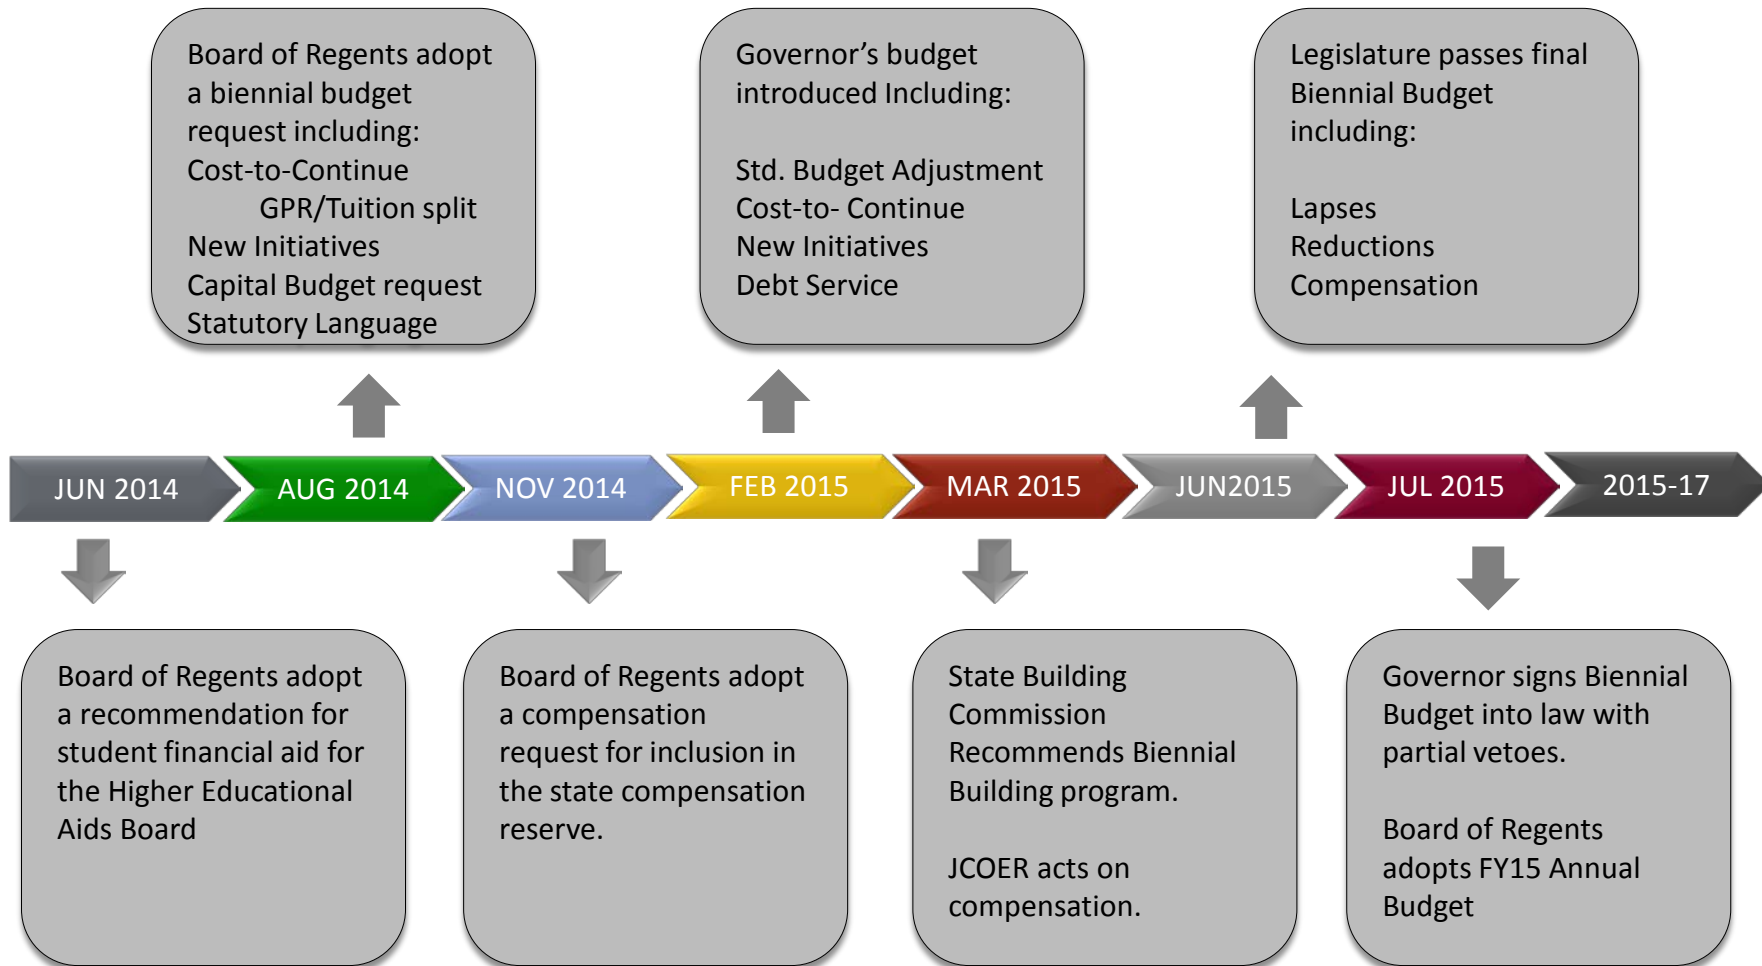 Board of Regents adopt
a biennial budget
request including:
Cost-to-Continue
GPR/Tuition split
New Initiatives
Capital Budget request
Statutory Language
Governor's budget
introduced Including:
Std. Budget Adjustment
Cost-to- Continue
New Initiatives
Debt Service
Legislature passes final
Biennial Budget
including:
Lapses
Reductions
Compensation
JUN 2014
AUG 2014
NOV 2014
FEB 2015
MAR 2015
JUN2015
JUL 2015
2015-17
Board of Regents adopt
a recommendation for
student financial aid for
the Higher Educational
Aids Board
Board of Regents adopt
a compensation
request for inclusion in
the state compensation
reserve.
State Building
Commission
Recommends Biennial
Building program.
JCOER acts on
compensation.
Governor signs Biennial
Budget into law with
partial vetoes.
Board of Regents
adopts FY15 Annual
Budget